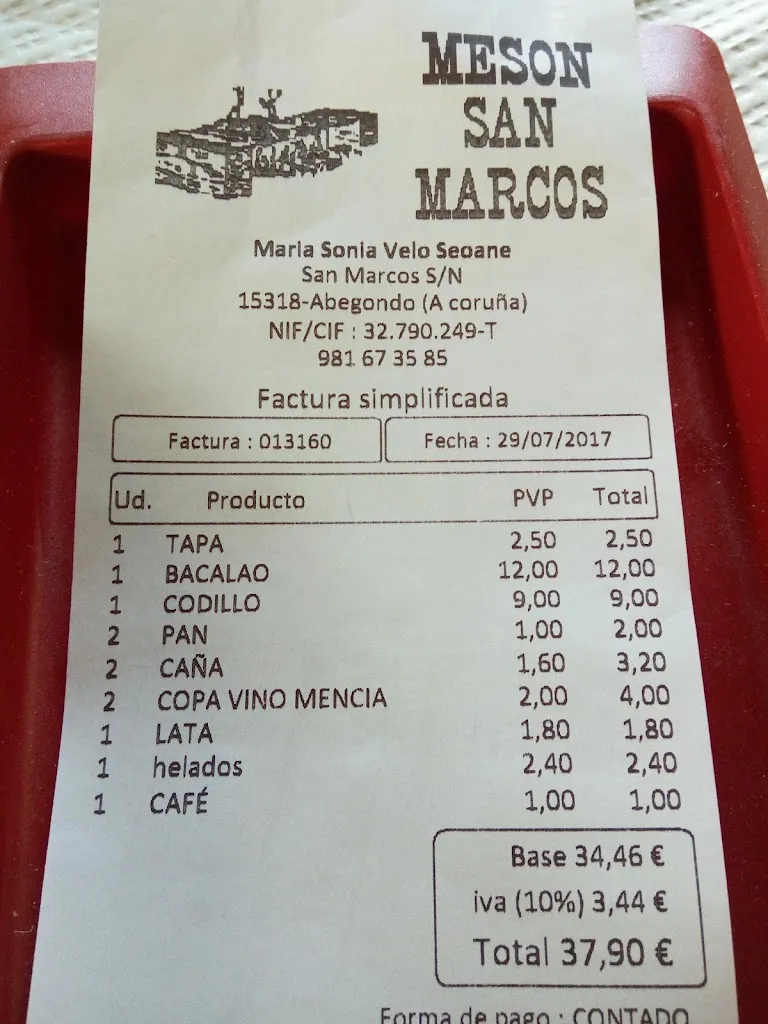 MESON
SAN
MARCOS
Maria Sonia Velo Seoane
San Marcos S/N
15318-Abegondo (A coruña)
NIF/CIF : 32.790.249-T
981 67 35 85
Factura simplificada
Factura : 013160 Fecha : 29/07/2017
Ud. Producto PVP Total
1 TAPA 2,50 2,50
1 BACALAO 12,00 12,00
1 CODILLO 9,00 9,00
2 PAN 1,00 2,00
2 CAÑA 1,60 3,20
2 COPA VINO MENCIA 2,00 4,00
1 LATA 1,80 1,80
1 helados 2,40 2,40
1 CAFÉ 1,00 1,00
Base 34,46 €
iva (10%) 3,44 €
Total 37,90 €
Forma de pago : CONTADO